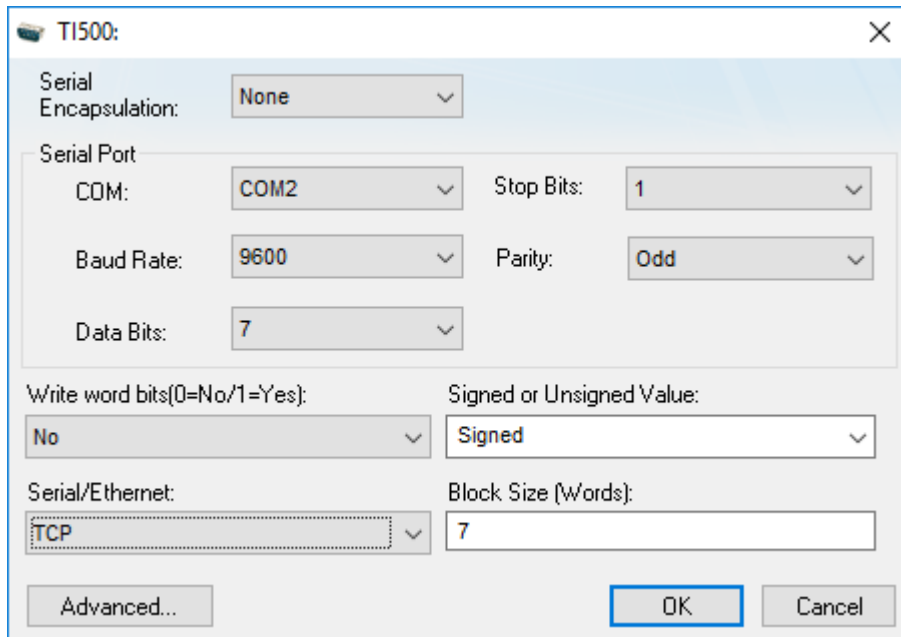 TI500:
Serial
Encapsulation:
None
Serial Port
COM:
COM2
Stop Bits:
1
Baud Rate:
9600
Parity:
Odd
Data Bits:
7
Write word bits(0=No/1=Yes):
Signed or Unsigned Value:
No
Signed
Serial/Ethernet:
Block Size (Words):
TCP
7
Advanced...
OK
Cancel